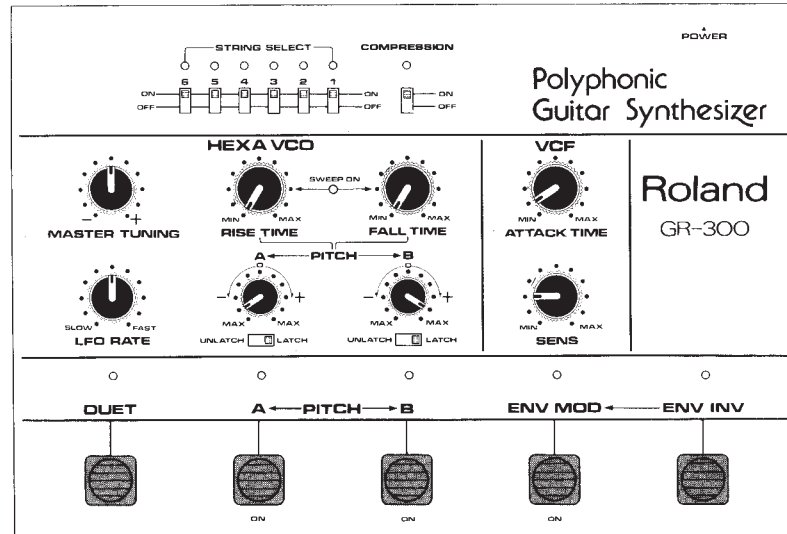 POWER
STRING SELECT
COMPRESSION
6 5 4 3 2 1
ON ON ON
OFF OFF OFF
Polyphonic
Guitar Synthesizer
HEXA VCO
SWEEP ON
- +
MASTER TUNING
MIN MAX
RISE TIME
MIN MAX
FALL TIME
VCF
MIN MAX
ATTACK TIME
Roland
GR-300
A PITCH B
SLOW FAST
LFO RATE
- +
MAX MAX
UNLATCH LATCH
- +
MAX MAX
UNLATCH LATCH
MIN MAX
SENS
DUET A PITCH B ENV MOD ENV INV
ON ON ON